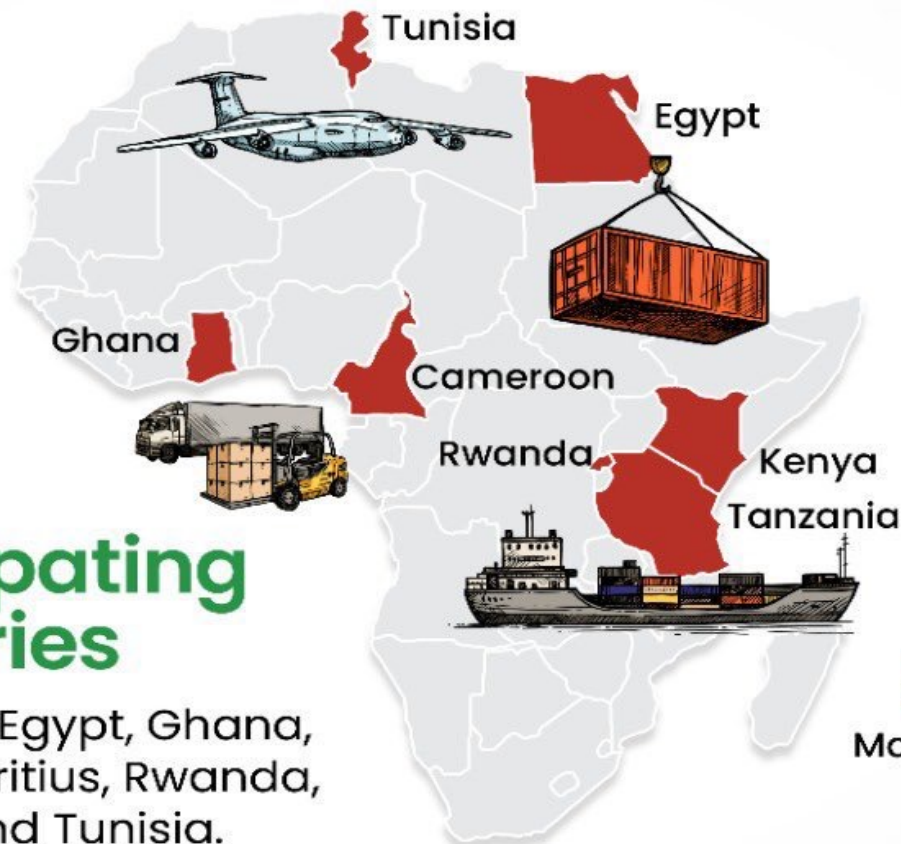 Tunisia
Egypt
Ghana
Cameroon
Rwanda
Kenya
Tanzania
pating
ries
Egypt, Ghana,
ritius, Rwanda,
nd Tunisia.
Ma